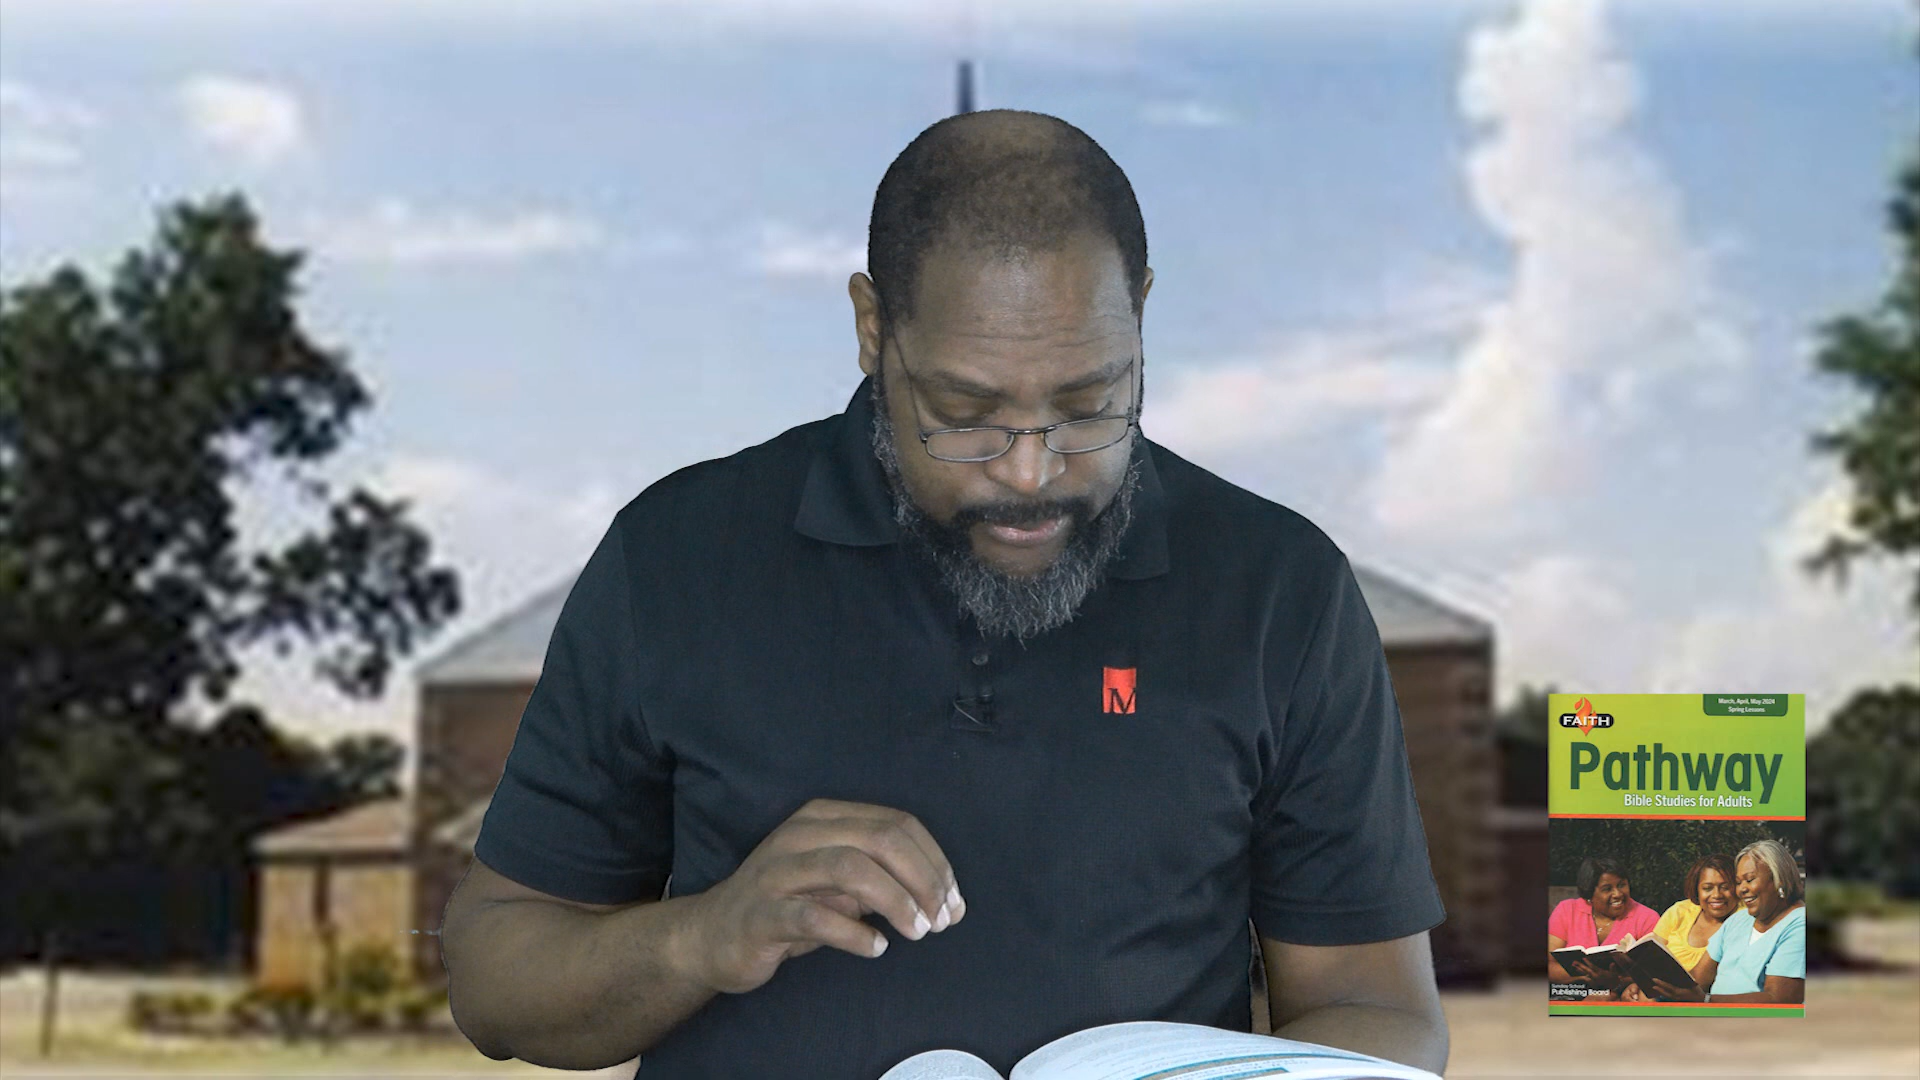 M
FAITH
March, April, May 2024
Spring Lessons
Pathway
Bible Studies for Adults
Sunday School
Publishing Board